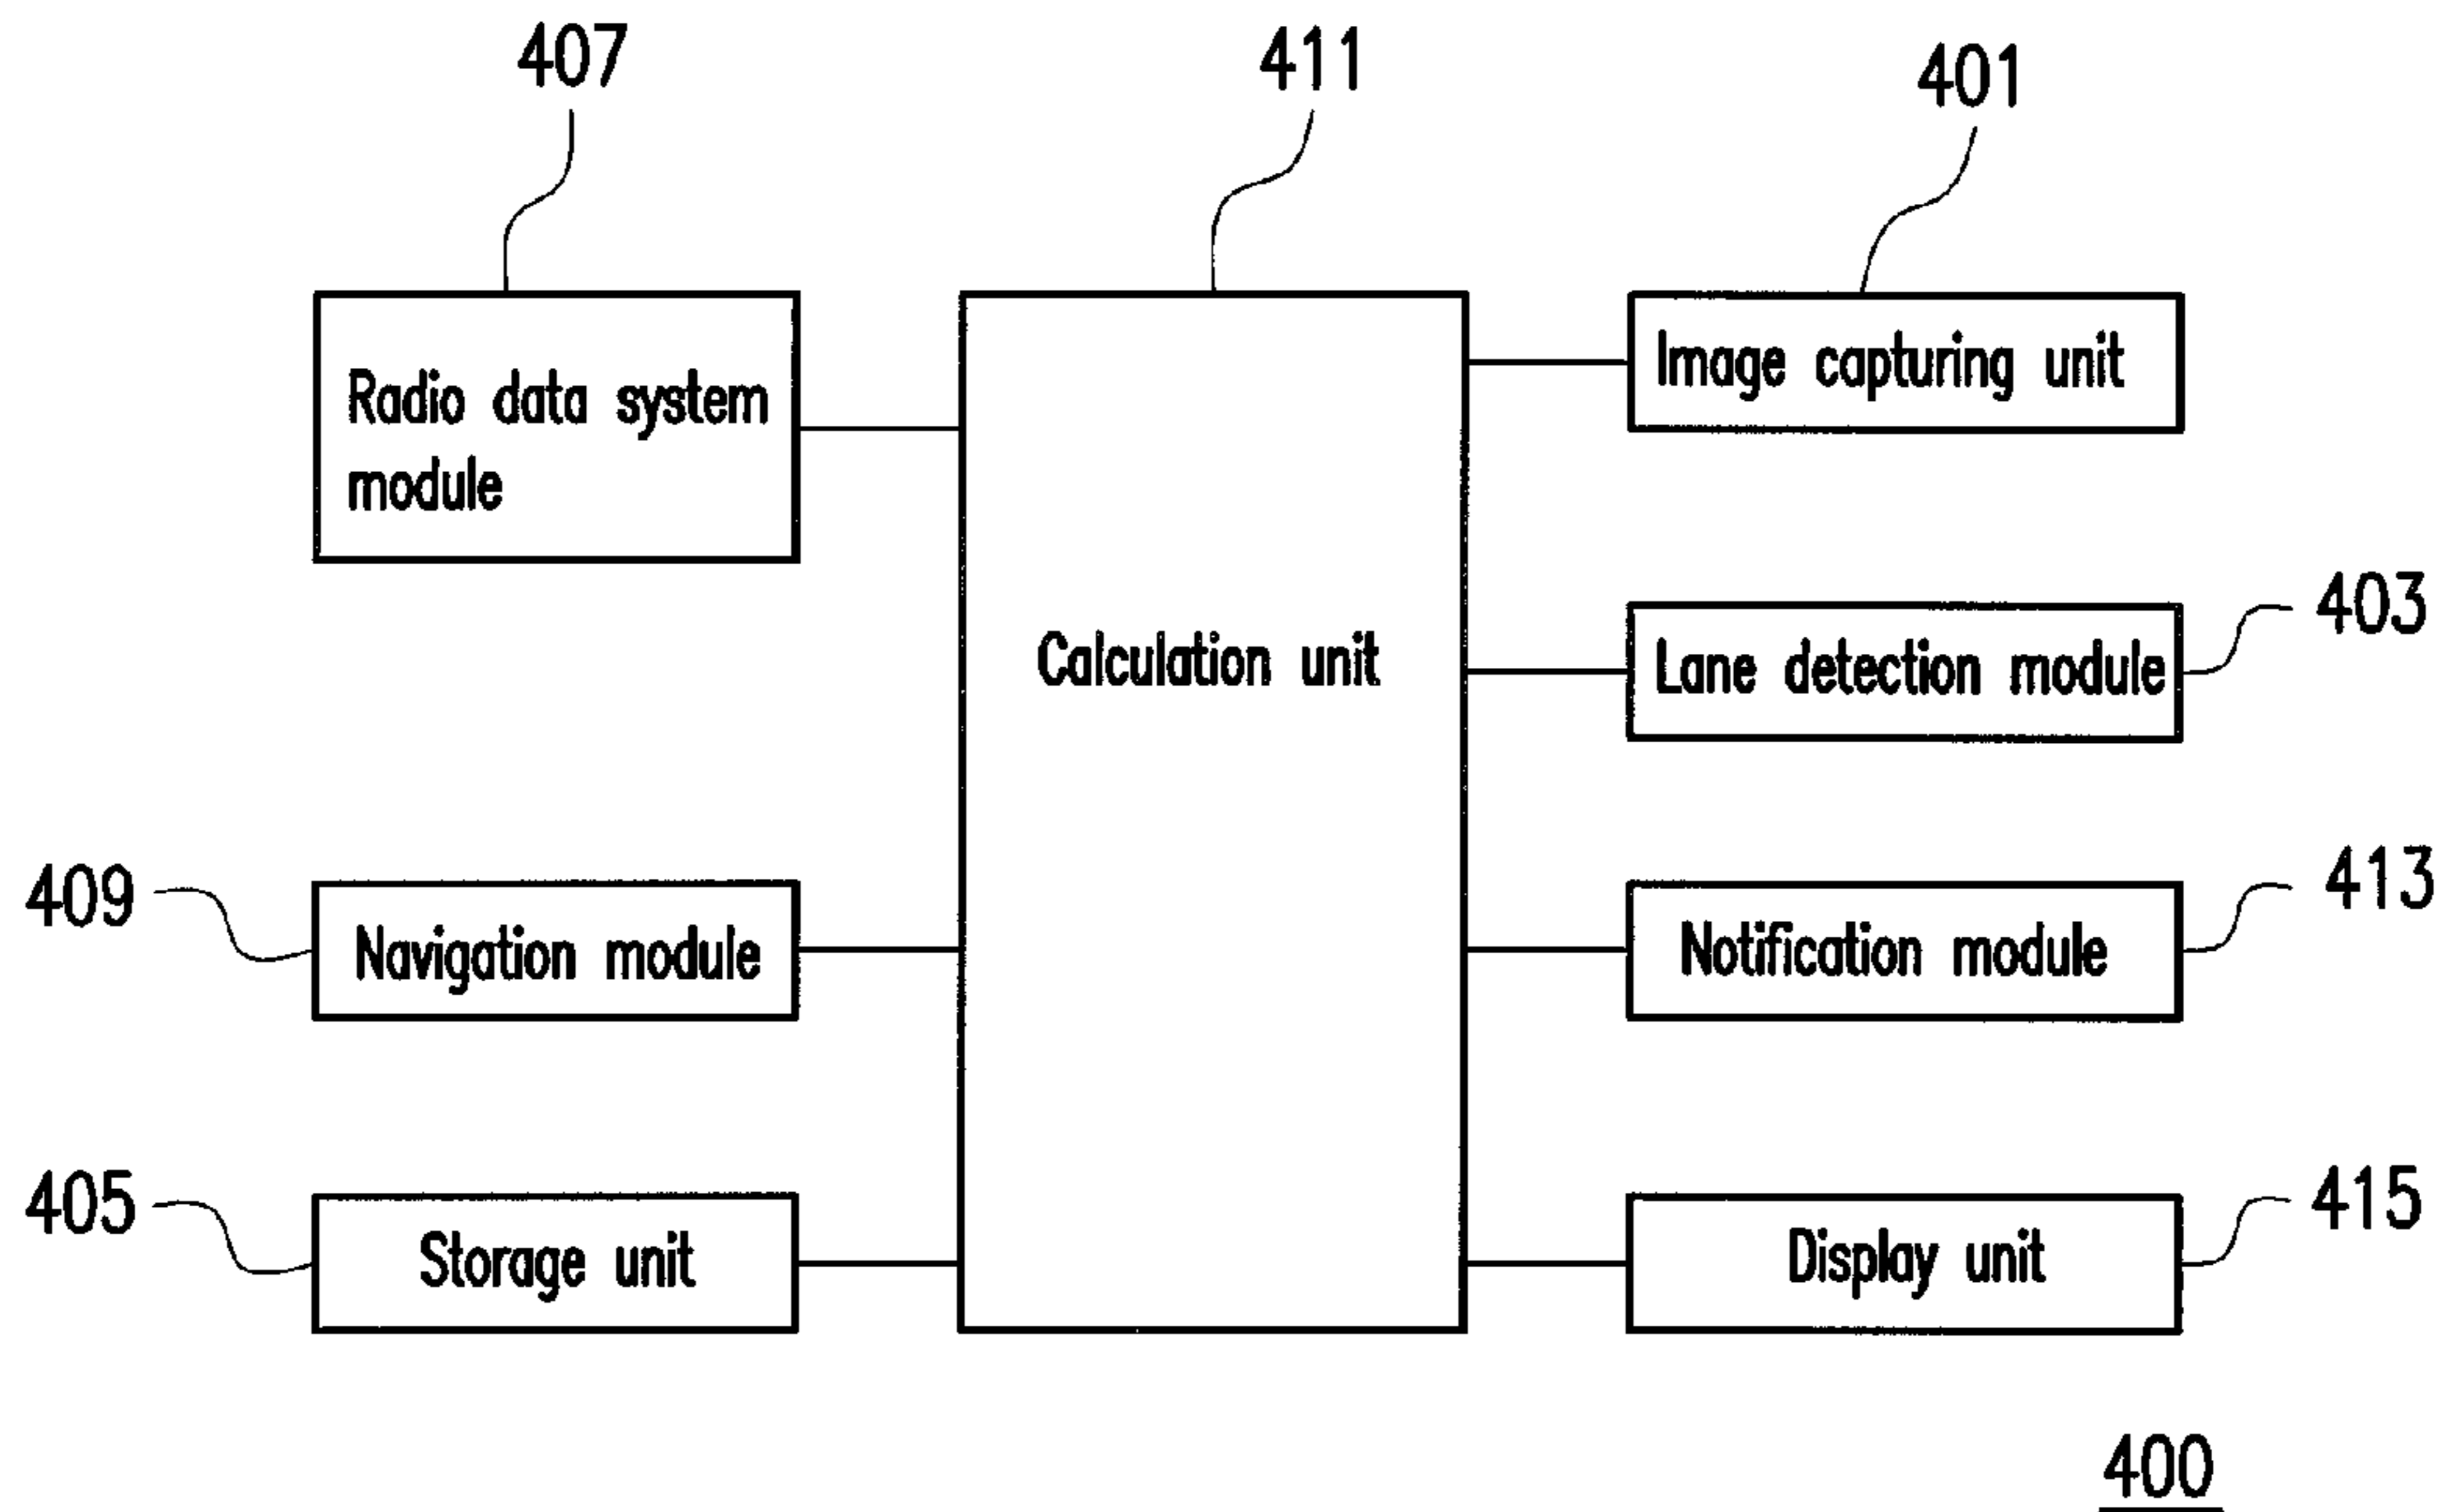 407
411
401
Radio data system
module
Calculation unit
Image capturing unit
Lane detection module
403
409
Navigation module
Notification module
413
405
Storage unit
Display unit
415
400